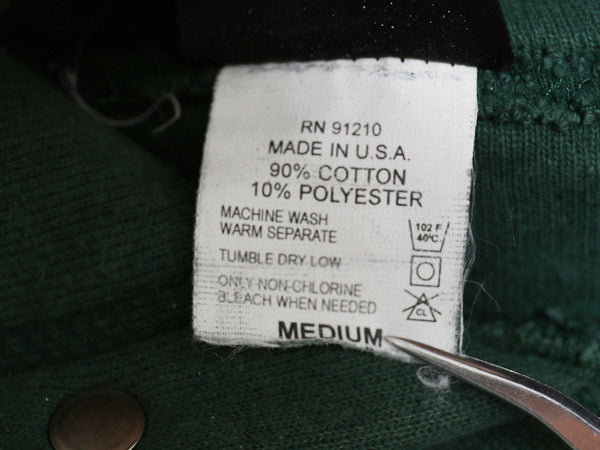 RN 91210
MADE IN U.S.A.
90% COTTON
10% POLYESTER
MACHINE WASH
WARM SEPARATE
102 F
40ºC
TUMBLE DRY LOW
ONLY NON-CHLORINE
BLEACH WHEN NEEDED
CL
MEDIUM